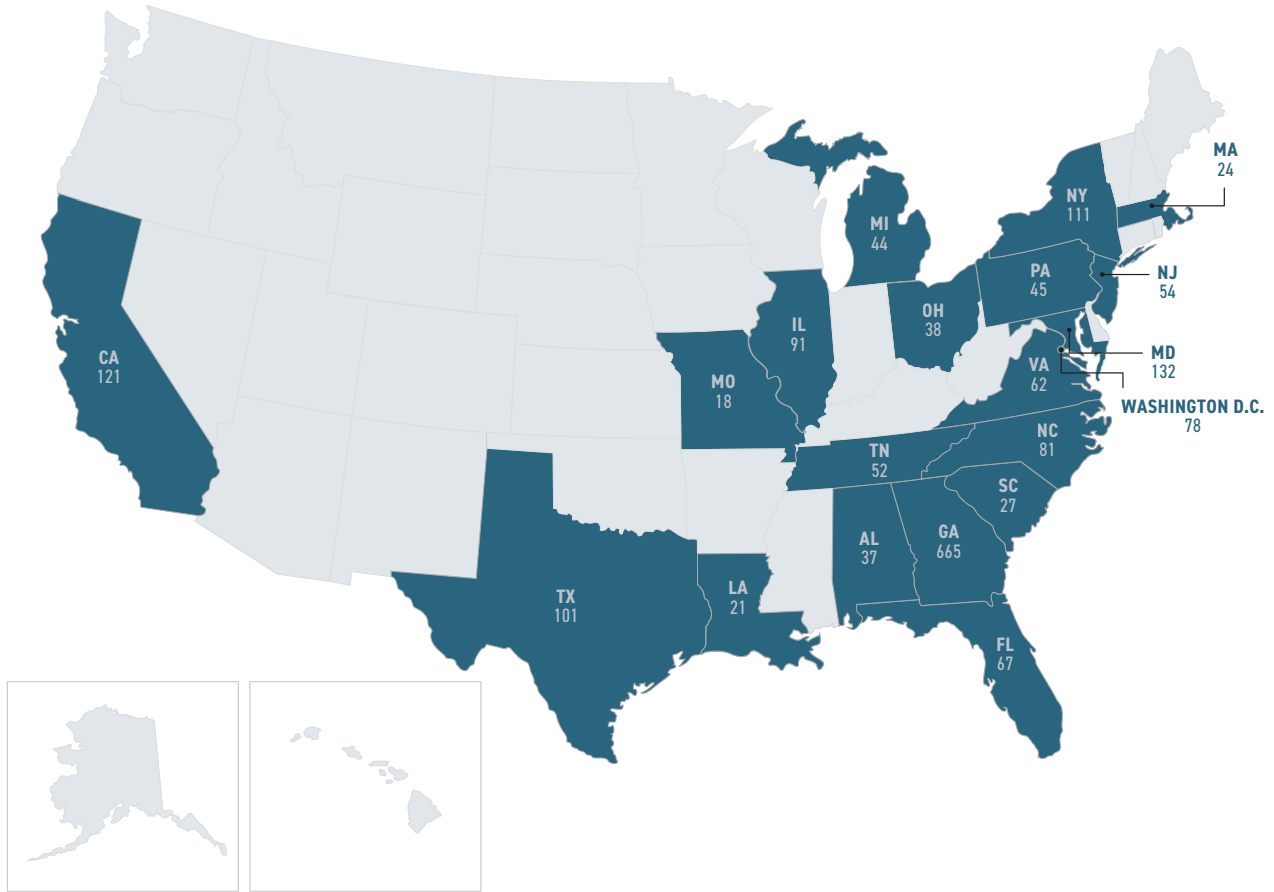 MA
24
NY
111
MI
44
PA
45
NJ
54
OH
38
IL
91
CA
121
MD
132
VA
62
MO
18
WASHINGTON D.C.
78
NC
81
TN
52
SC
27
GA
665
AL
37
LA
21
TX
101
FL
67